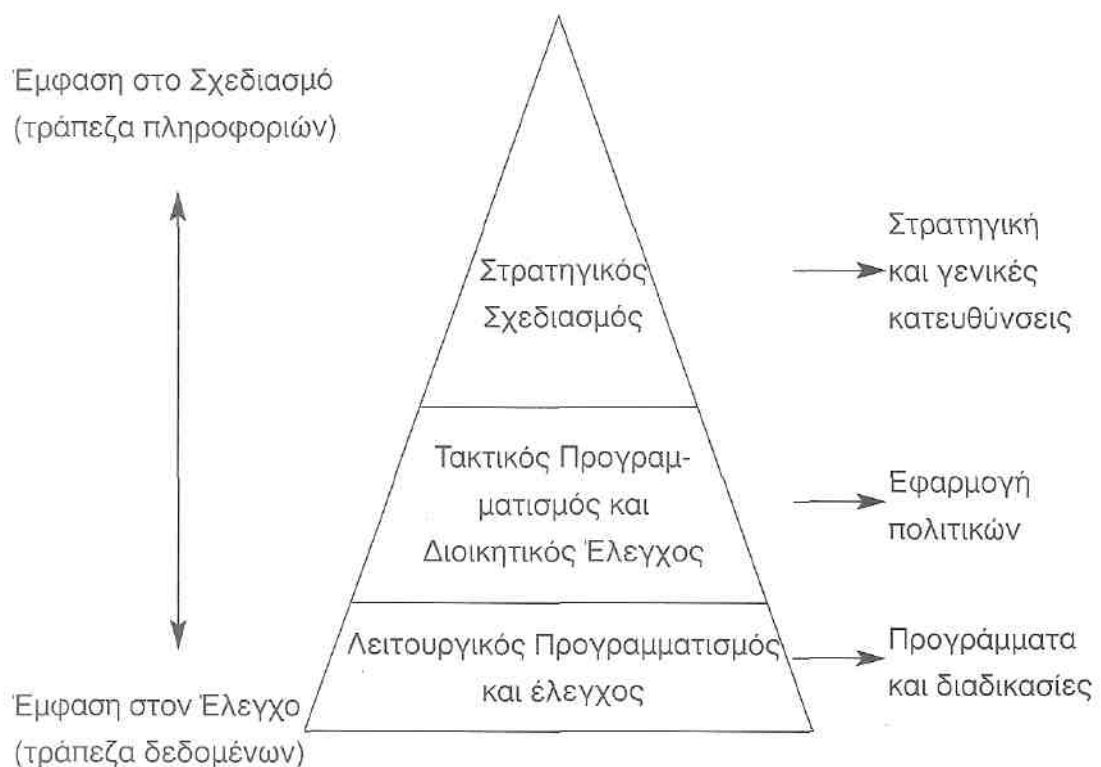 Έμφαση στο Σχεδιασμό
(τράπεζα πληροφοριών)
Στρατηγικός
Σχεδιασμός
Στρατηγική
και γενικές
κατευθύνσεις
Τακτικός Προγραμ-
ματισμός και
Διοικητικός Έλεγχος
Εφαρμογή
πολιτικών
Λειτουργικός Προγραμματισμός
και έλεγχος
Προγράμματα
και διαδικασίες
Έμφαση στον Έλεγχο
(τράπεζα δεδομένων)